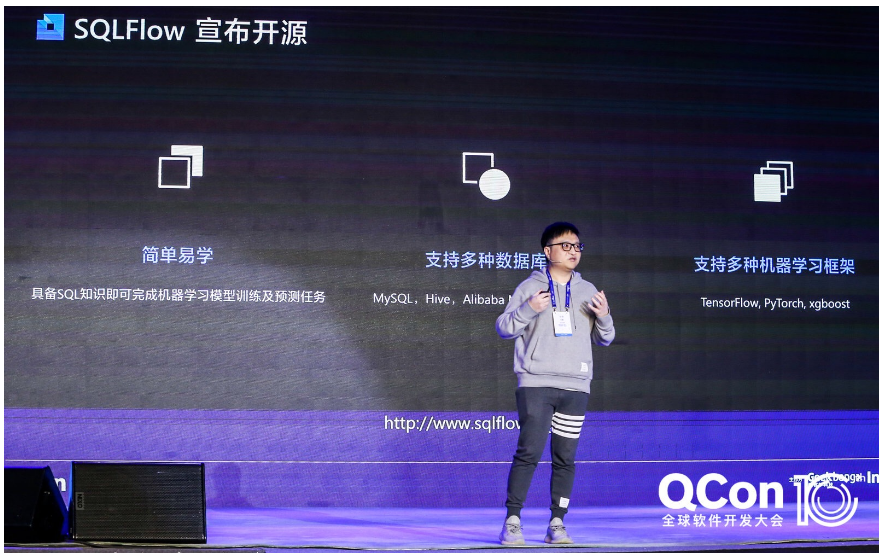 SQLFlow 宣布开源
简单易学
支持多种数据库
支持多种机器学习框架
具备SQL知识即可完成机器学习模型训练及预测任务
MySQL，Hive，Alibaba
TensorFlow, PyTorch, xgboost
http://www.sqlflow
QCon 10
全球软件开发大会